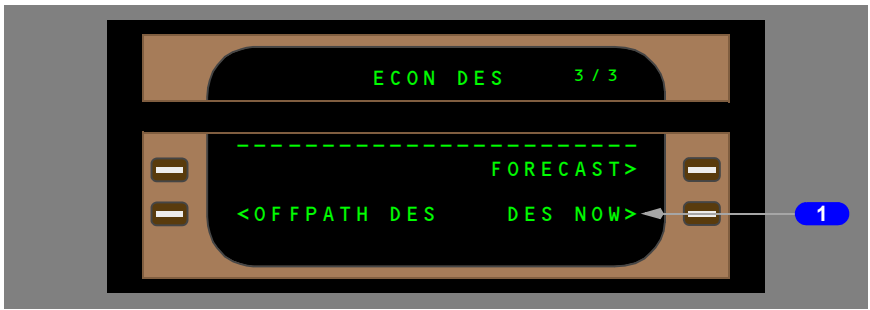 ECON DES 3/3
------------------------
FORECAST>
<OFFPATH DES DES NOW>
1